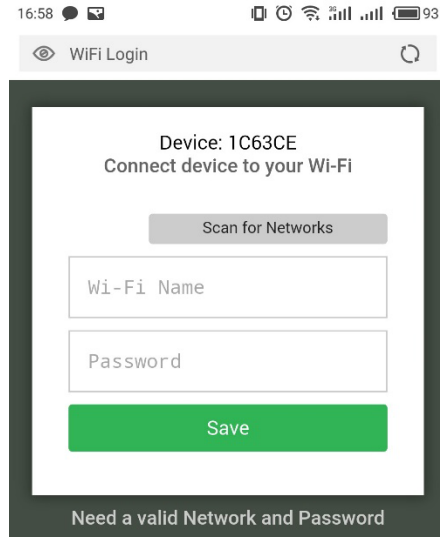 16:58
3G
93
WiFi Login
Device: 1C63CE
Connect device to your Wi-Fi
Scan for Networks
Wi-Fi Name
Password
Save
Need a valid Network and Password